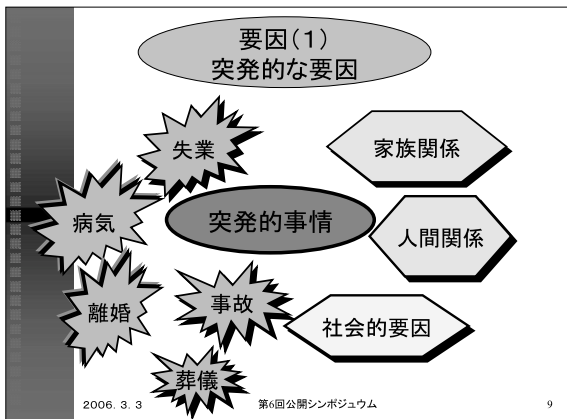 要因(1)
突発的な要因
失業
家族関係
病気
突発的事情
人間関係
離婚
事故
社会的要因
葬儀
2006.3.3
第6回公開シンポジュウム
9